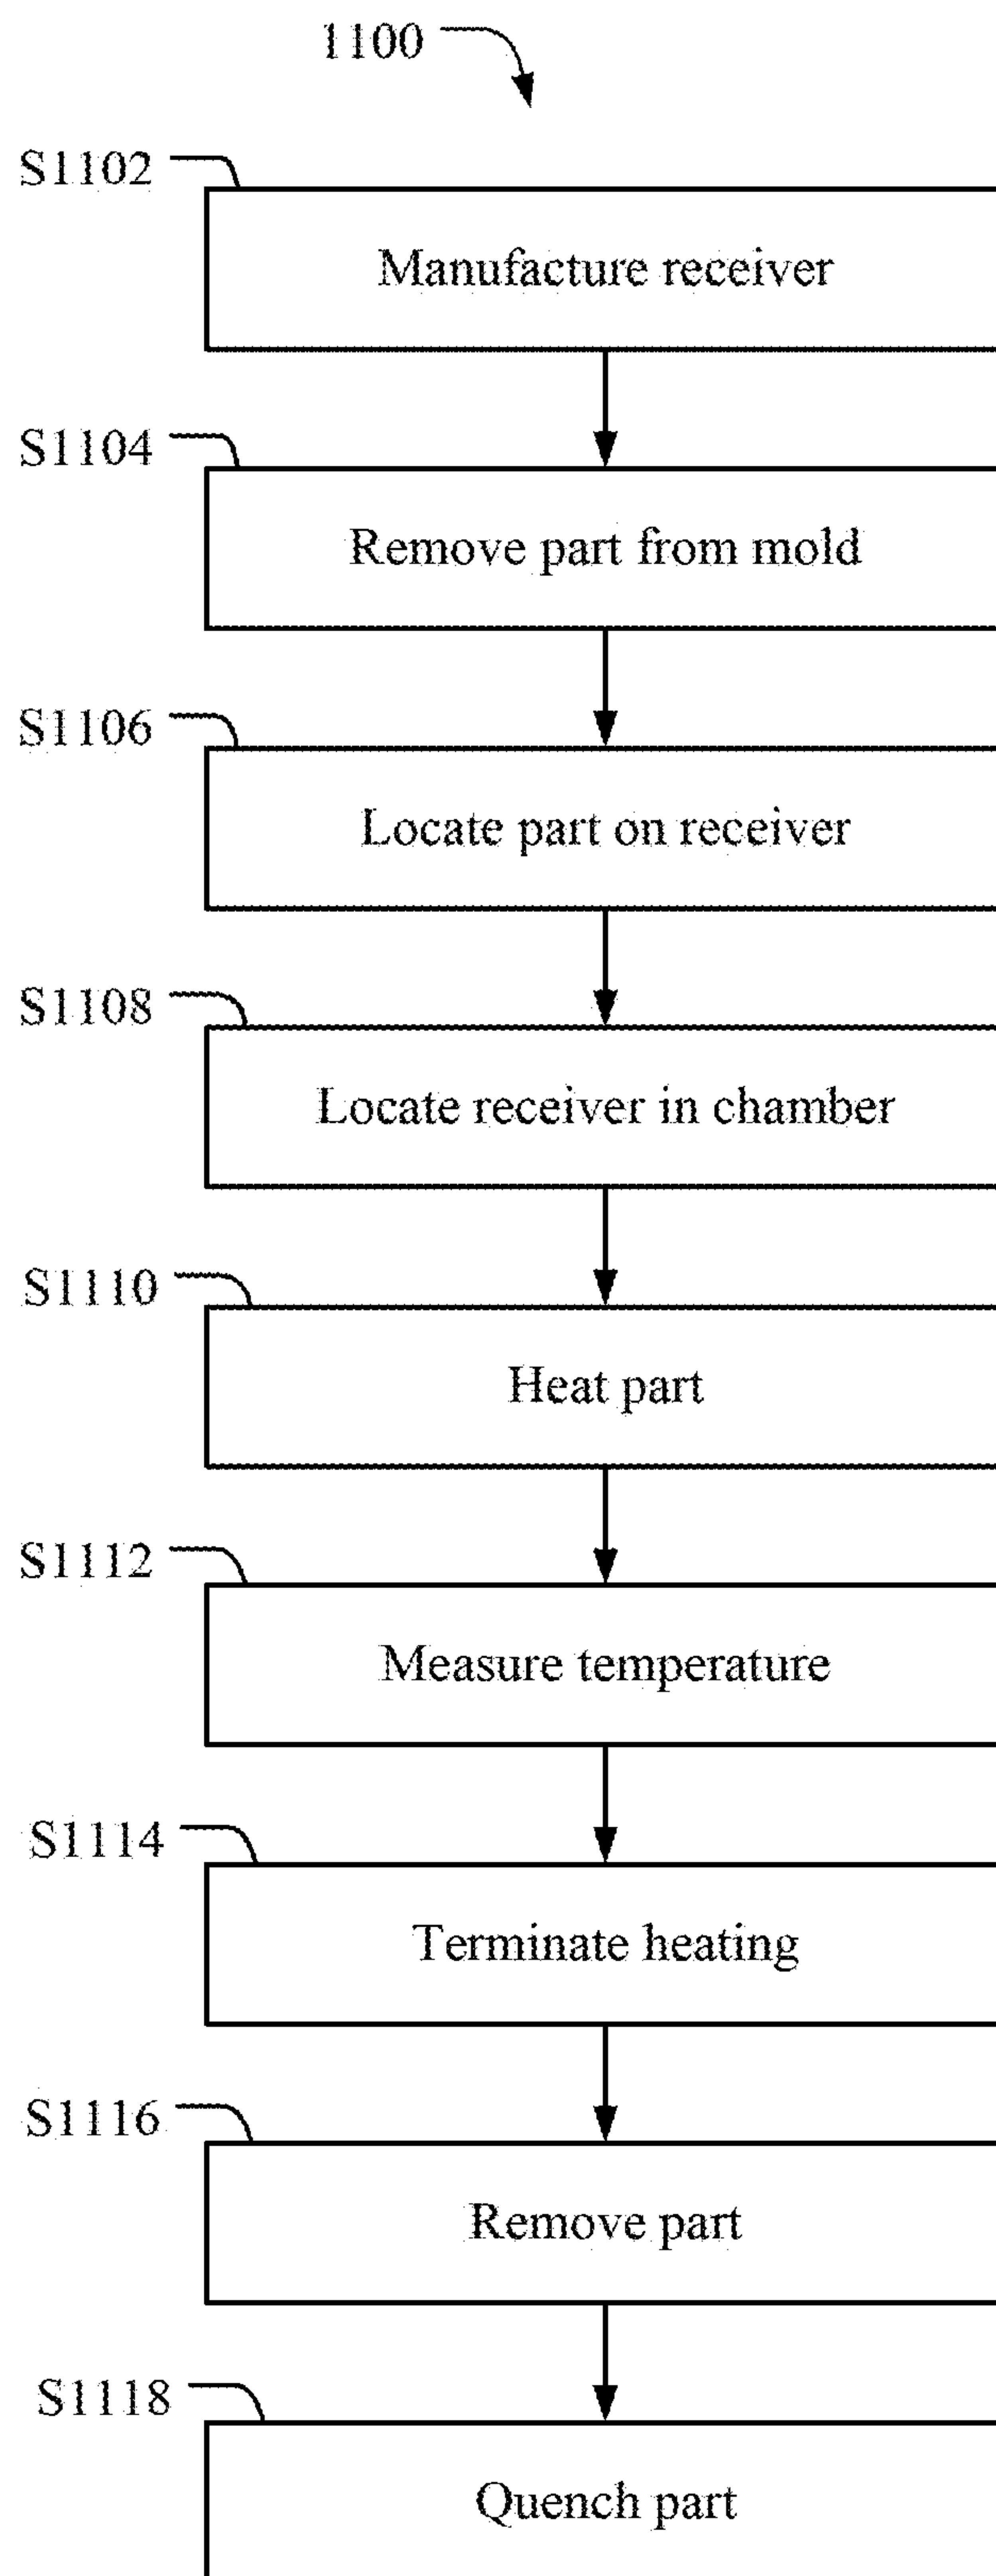 1100
S1102
Manufacture receiver
S1104
Remove part from mold
S1106
Locate part on receiver
S1108
Locate receiver in chamber
S1110
Heat part
S1112
Measure temperature
S1114
Terminate heating
S1116
Remove part
S1118
Quench part